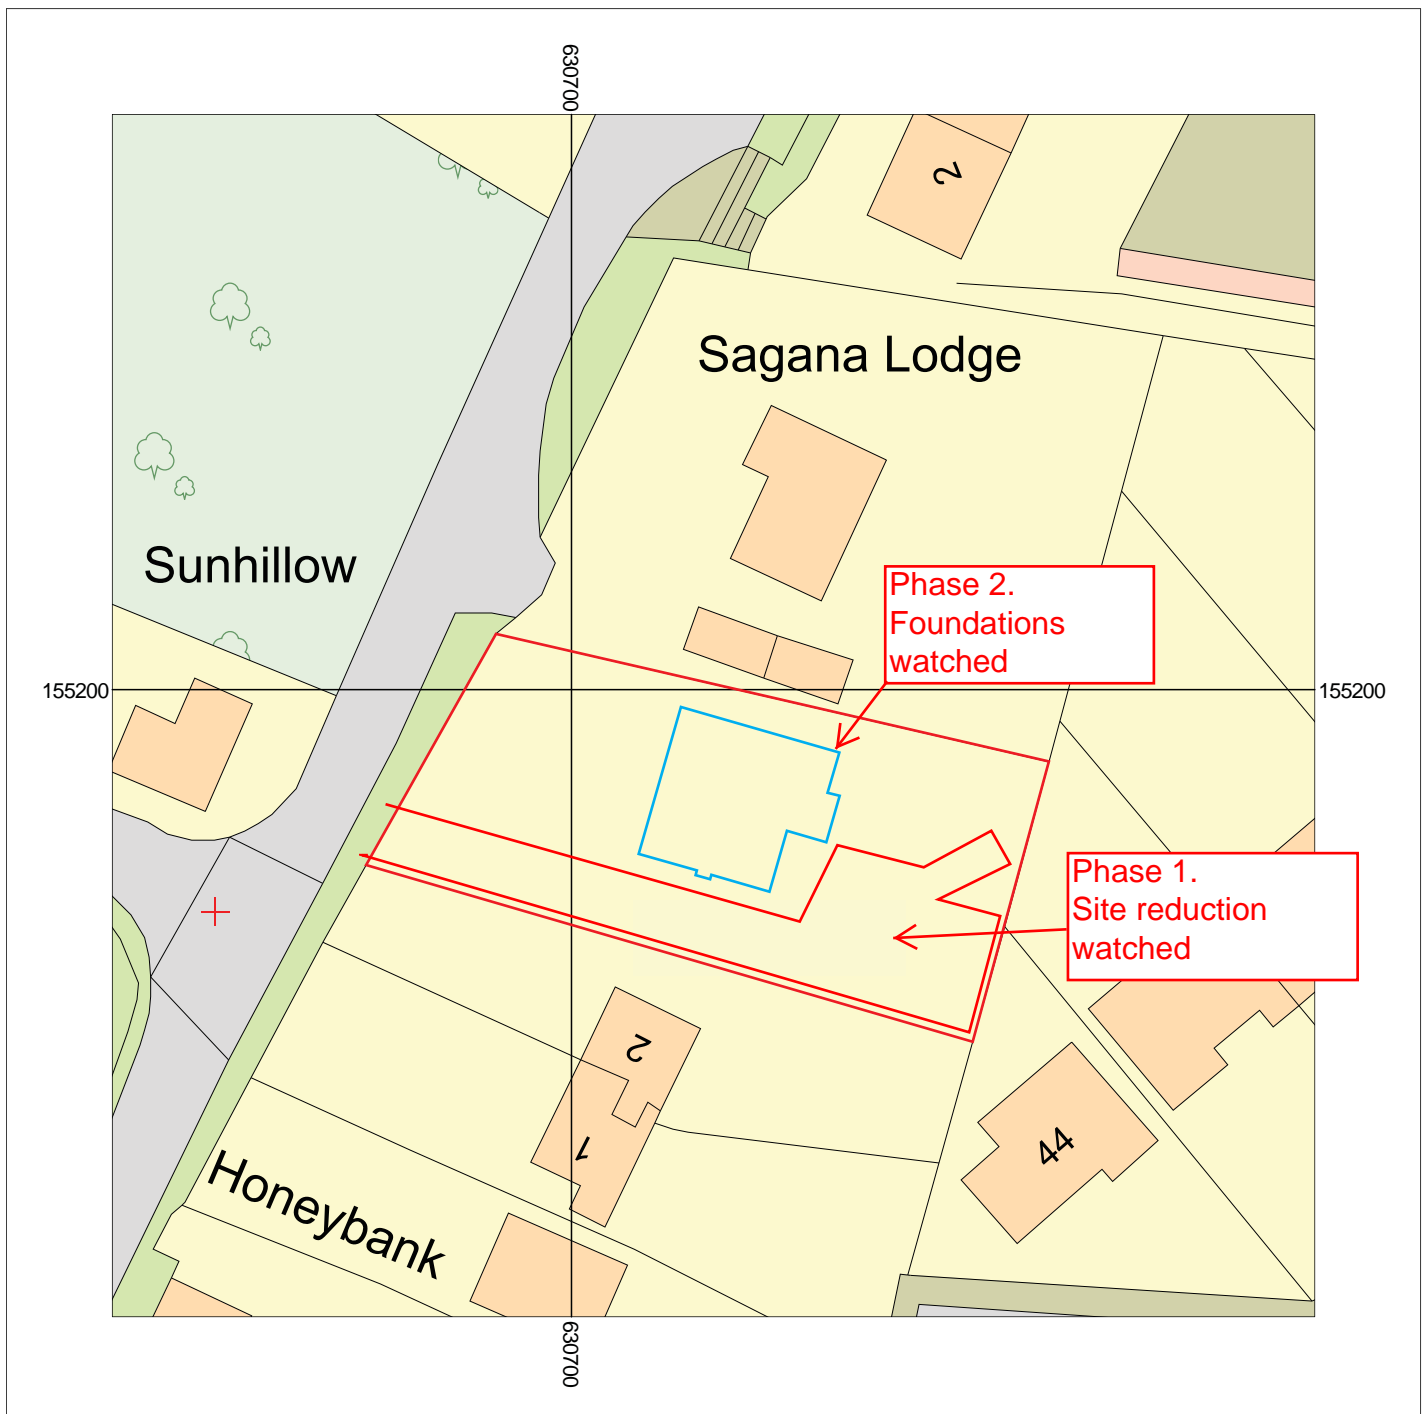 630700
2
Sagana Lodge
Sunhillow
Phase 2.
Foundations
watched
155200
155200
Phase 1.
Site reduction
watched
2
1
44
Honeybank
630700